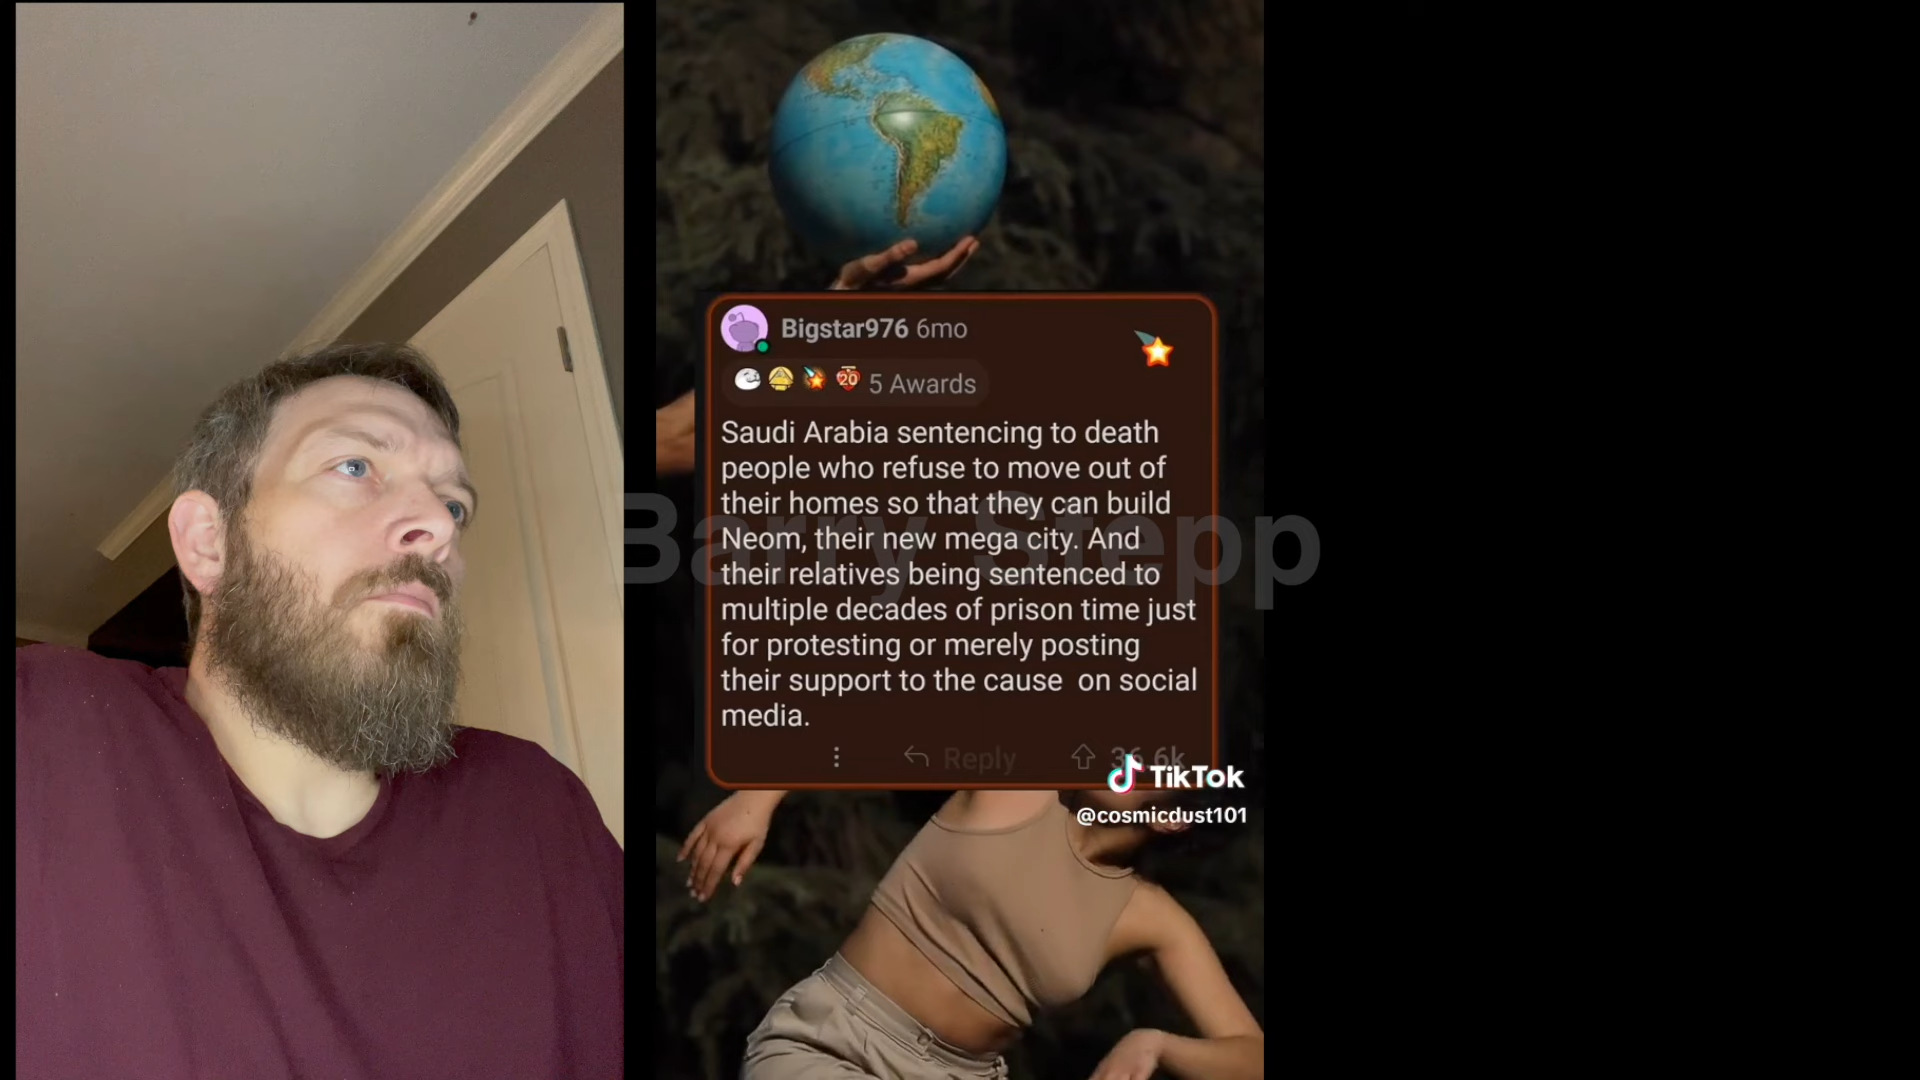 Bigstar976 6mo
20 5 Awards
Saudi Arabia sentencing to death
people who refuse to move out of
their homes so that they can build
Neom, their new mega city. And
their relatives being sentenced to
multiple decades of prison time just
for protesting or merely posting
their support to the cause on social
media.
Reply 36.6k
TikTok
@cosmicdust101
Barry Stepp